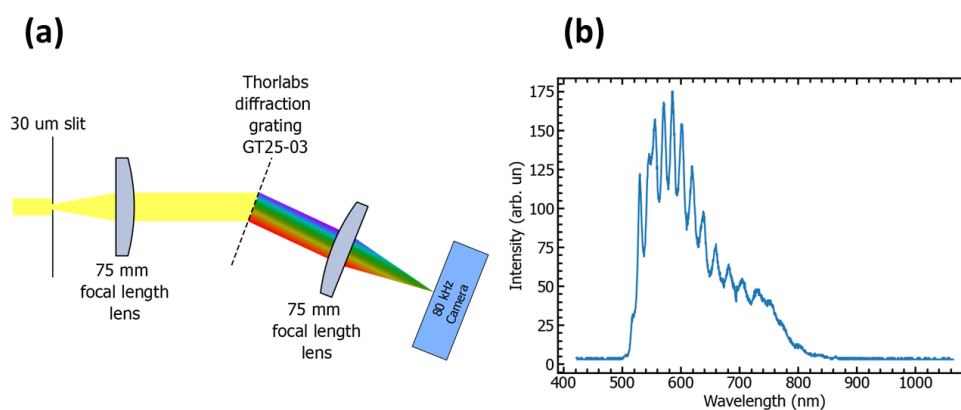 (a)
30 um slit
75 mm
focal length
lens
Thorlabs
diffraction
grating
GT25-03
75 mm
focal length
lens
80 kHz
Camera
(b)
Intensity (arb. un)
175
150
125
100
75
50
25
0
400 500 600 700 800 900 1000
Wavelength (nm)